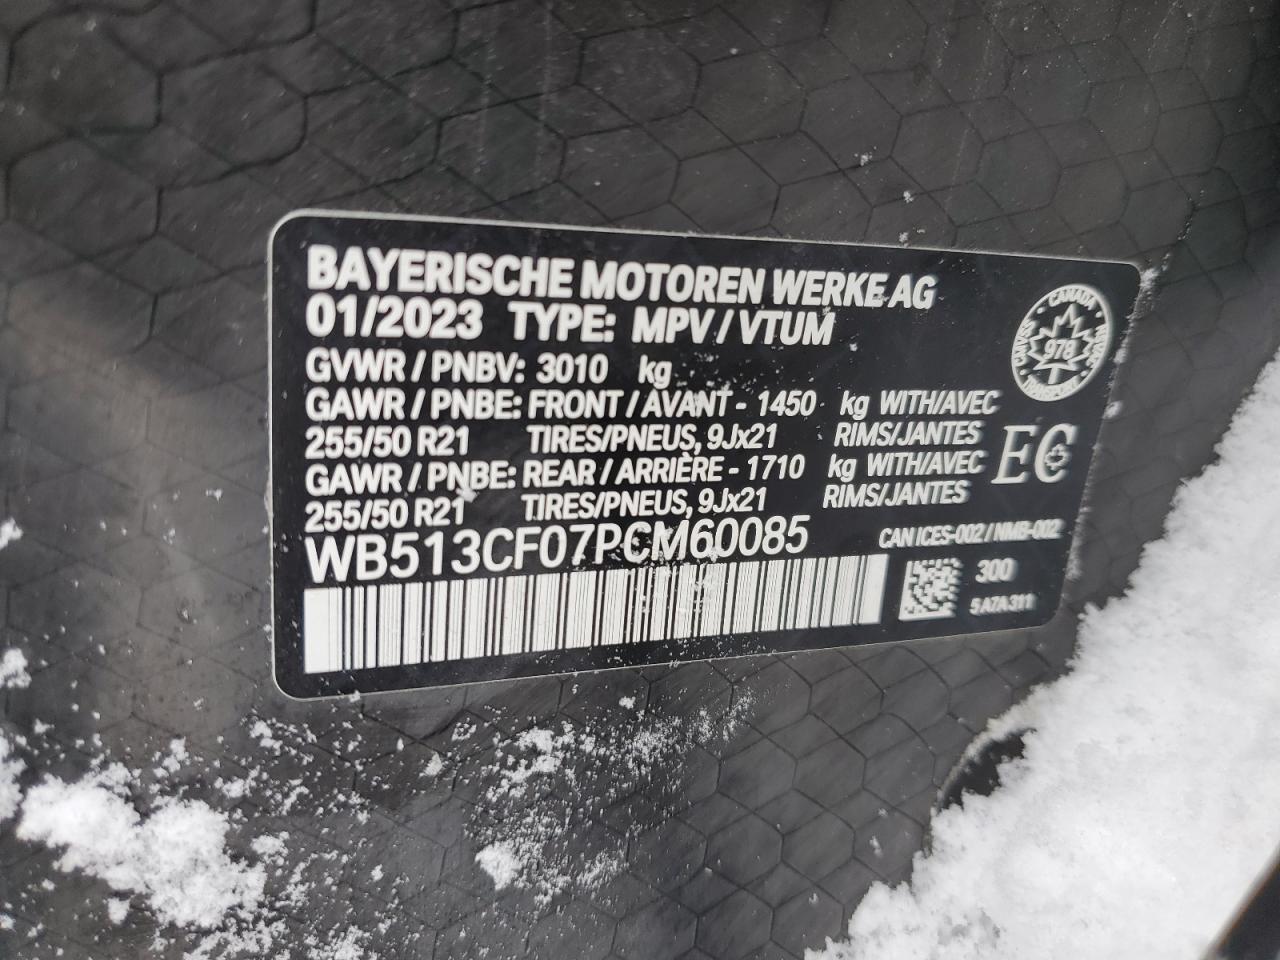 BAYERISCHE MOTOREN WERKE AG
01/2023 TYPE: MPV / VTUM
GVWR / PNBV: 3010 kg
GAWR / PNBE: FRONT / AVANT - 1450 kg WITH/AVEC
255/50 R21 TIRES/PNEUS, 9Jx21 RIMS/JANTES
GAWR / PNBE: REAR / ARRIÈRE - 1710 kg WITH/AVEC
255/50 R21 TIRES/PNEUS, 9Jx21 RIMS/JANTES
WB513CF07PCM60085
CANADA
978
TRANSPORT
EC
CAN ICES-002 / NMB-002
300
5A7A311